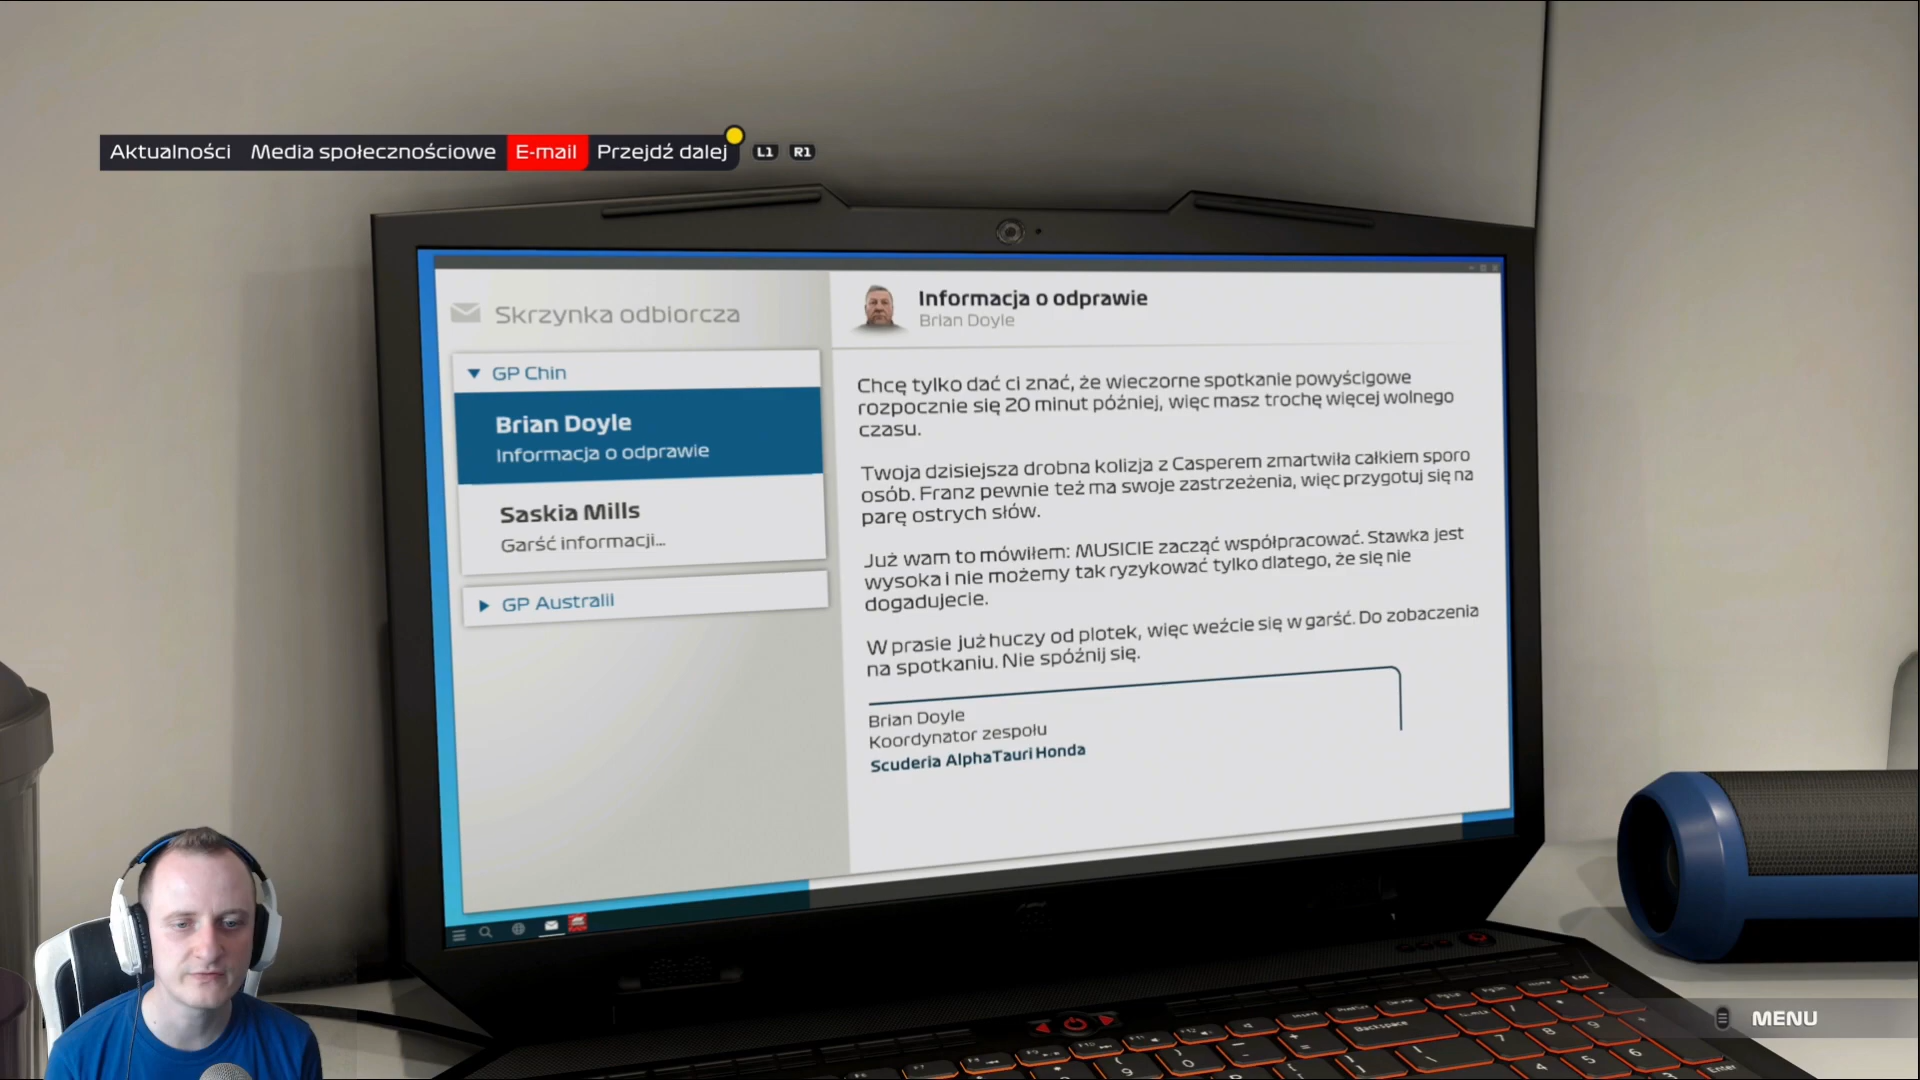 Aktualności Media społecznościowe E-mail Przejdź dalej L1 R1
Skrzynka odbiorcza
GP Chin
Brian Doyle
Informacja o odprawie
Saskia Mills
Garść informacji...
GP Australii
Informacja o odprawie
Brian Doyle
Chcę tylko dać ci znać, że wieczorne spotkanie powyścigowe
rozpocznie się 20 minut później, więc masz trochę więcej wolnego
czasu.
Twoja dzisiejsza drobna kolizja z Casperem zmartwiła całkiem sporo
osób. Franz pewnie też ma swoje zastrzeżenia, więc przygotuj się na
parę ostrych słów.
Już wam to mówiłem: MUSICIE zacząć współpracować. Stawka jest
wysoka i nie możemy tak ryzykować tylko dlatego, że się nie
dogadujecie.
W prasie już huczy od plotek, więc weźcie się w garść. Do zobaczenia
na spotkaniu. Nie spóźnij się.
Brian Doyle
Koordynator zespołu
Scuderia AlphaTauri Honda
MENU
Backspace
Enter